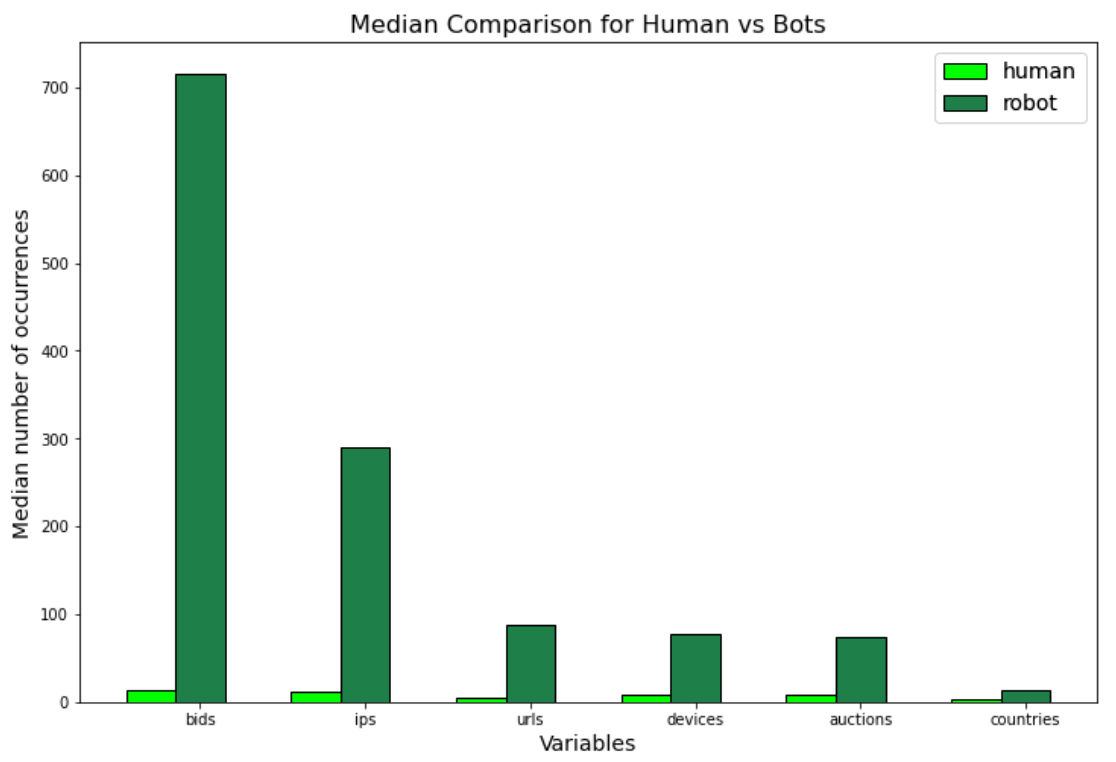 Median Comparison for Human vs Bots
human
robot
Median number of occurrences
700
600
500
400
300
200
100
0
bids ips urls devices auctions countries
Variables